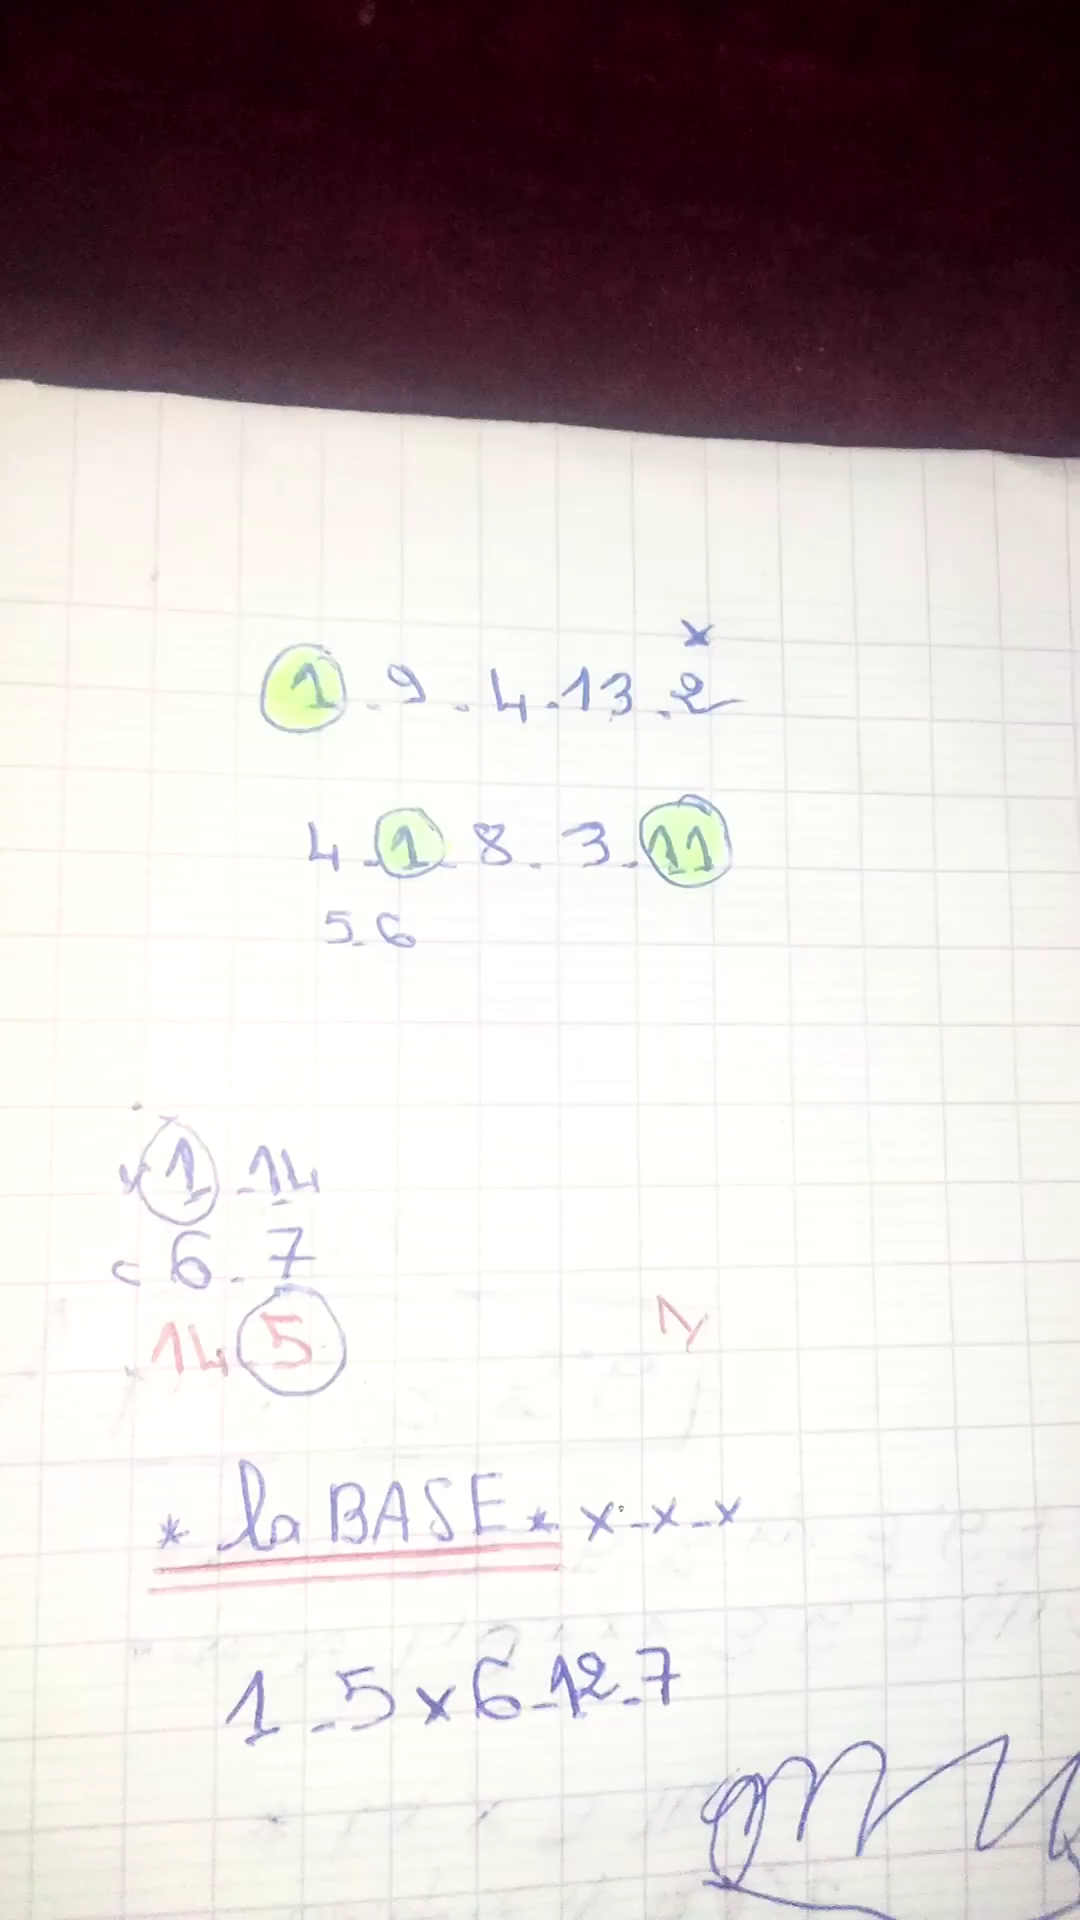 x
1 . 9 . 4 . 13 . 2
4 . 1 . 8 . 3 . 11
5 . 6
x 1 . 14
c 6 . 7
14 . 5
* la BASE * x - x - x
1 . 5 x 6 . 12 . 7